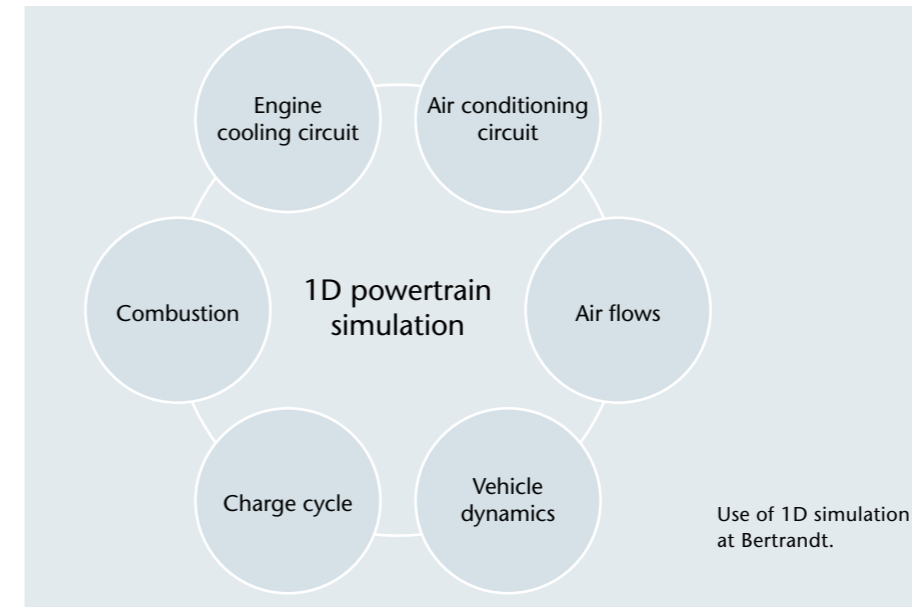 Engine
cooling circuit
Air conditioning
circuit
Combustion
1D powertrain
simulation
Air flows
Charge cycle
Vehicle
dynamics
Use of 1D simulation
at Bertrandt.